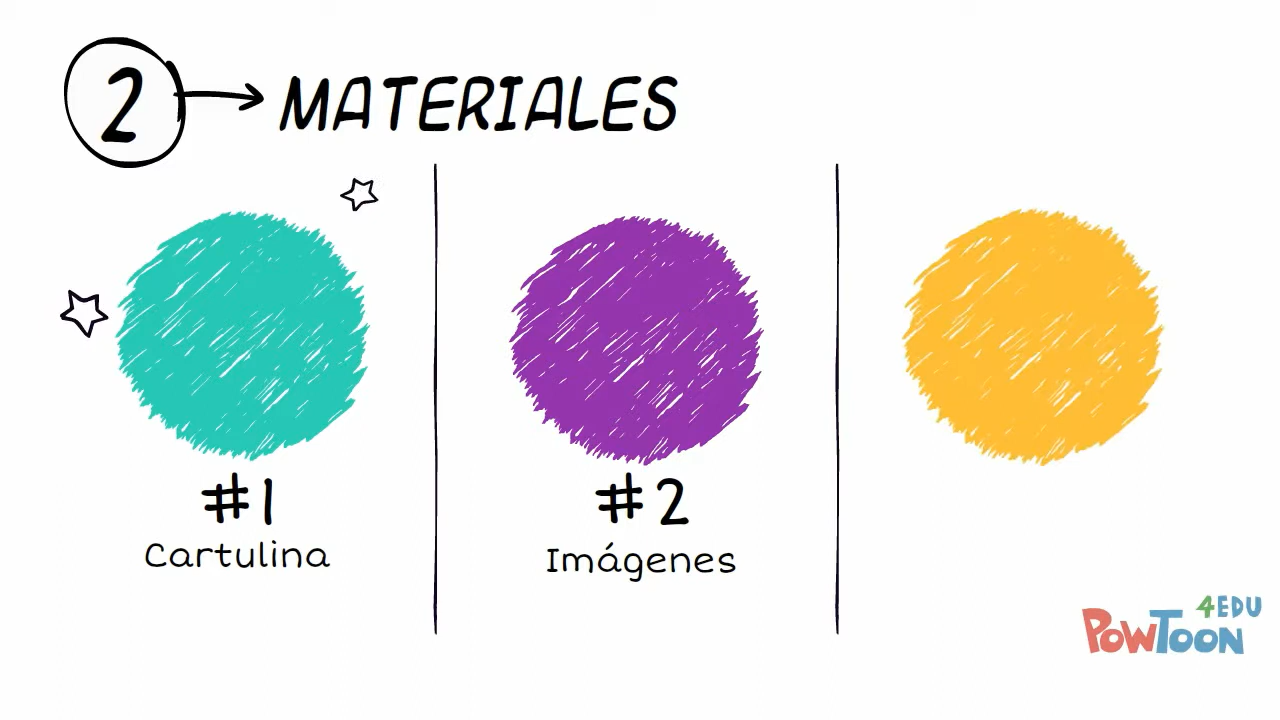 2 MATERIALES
#1
Cartulina
#2
Imágenes
4EDU
POWTOON